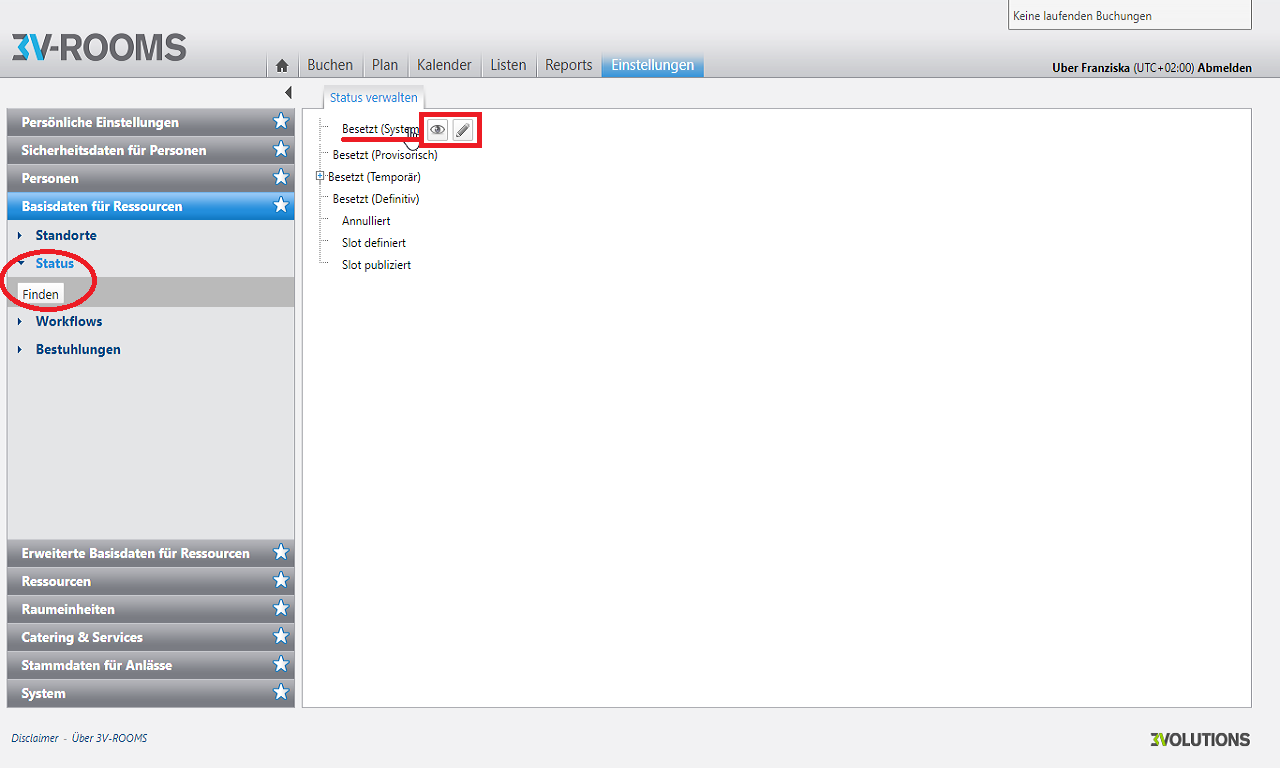 Keine laufenden Buchungen
3V-ROOMS
Buchen Plan Kalender Listen Reports Einstellungen
Uber Franziska (UTC+02:00) Abmelden
Status verwalten
Persönliche Einstellungen
Sicherheitsdaten für Personen
Personen
Basisdaten für Ressourcen
Standorte
Status
Finden
Workflows
Bestuhlungen
Erweiterte Basisdaten für Ressourcen
Ressourcen
Raumeinheiten
Catering & Services
Stammdaten für Anlässe
System
Besetzt (System
Besetzt (Provisorisch)
Besetzt (Temporär)
Besetzt (Definitiv)
Annulliert
Slot definiert
Slot publiziert
Disclaimer - Über 3V-ROOMS
3VOLUTIONS